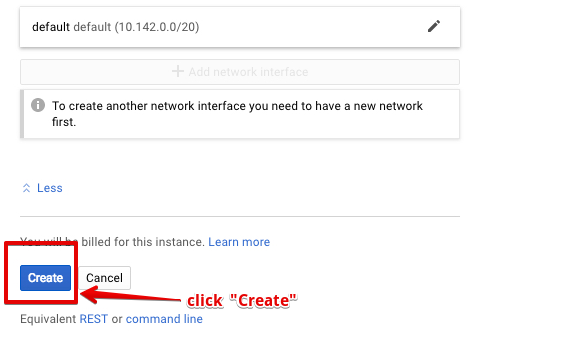 default default (10.142.0.0/20)
+ Add network interface
To create another network interface you need to have a new network
first.
Less
You will be billed for this instance. Learn more
Create Cancel
click "Create"
Equivalent REST or command line